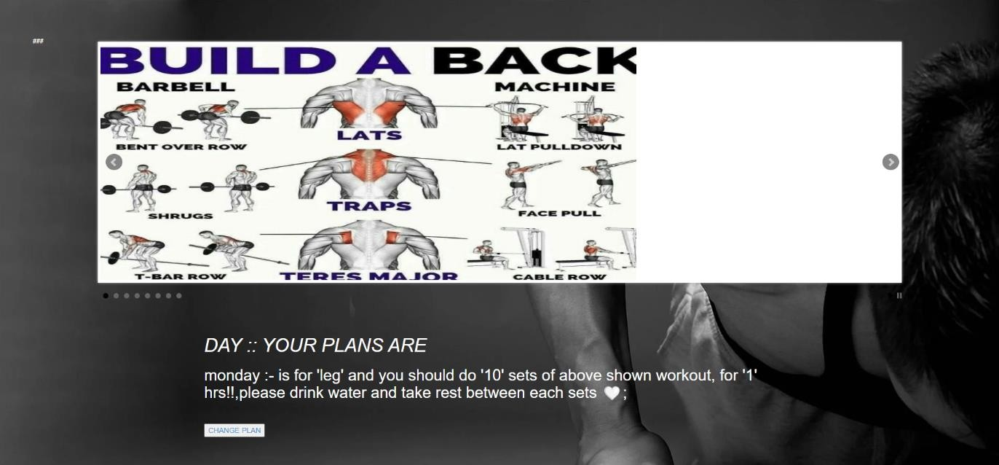 ###
BUILD A BACK
BARBELL
MACHINE
LATS
BENT OVER ROW
LAT PULLDOWN
TRAPS
SHRUGS
FACE PULL
T-BAR ROW
TERES MAJOR
CABLE ROW
DAY :: YOUR PLANS ARE
monday :- is for 'leg' and you should do '10' sets of above shown workout, for '1'
hrs!!,please drink water and take rest between each sets 🤍;
CHANGE PLAN